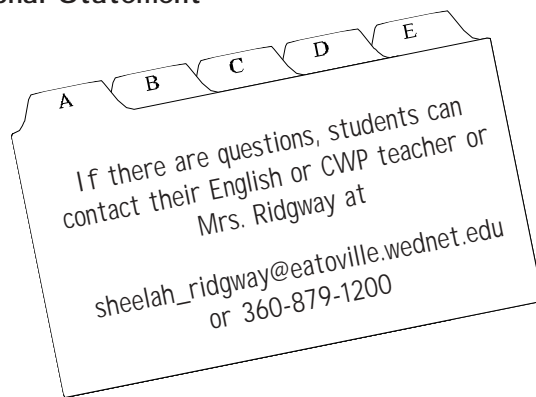 Statement
A B C D E
If there are questions, students can
contact their English or CWP teacher or
Mrs. Ridgway at
sheelah_ridgway@eatoville.wednet.edu
or 360-879-1200